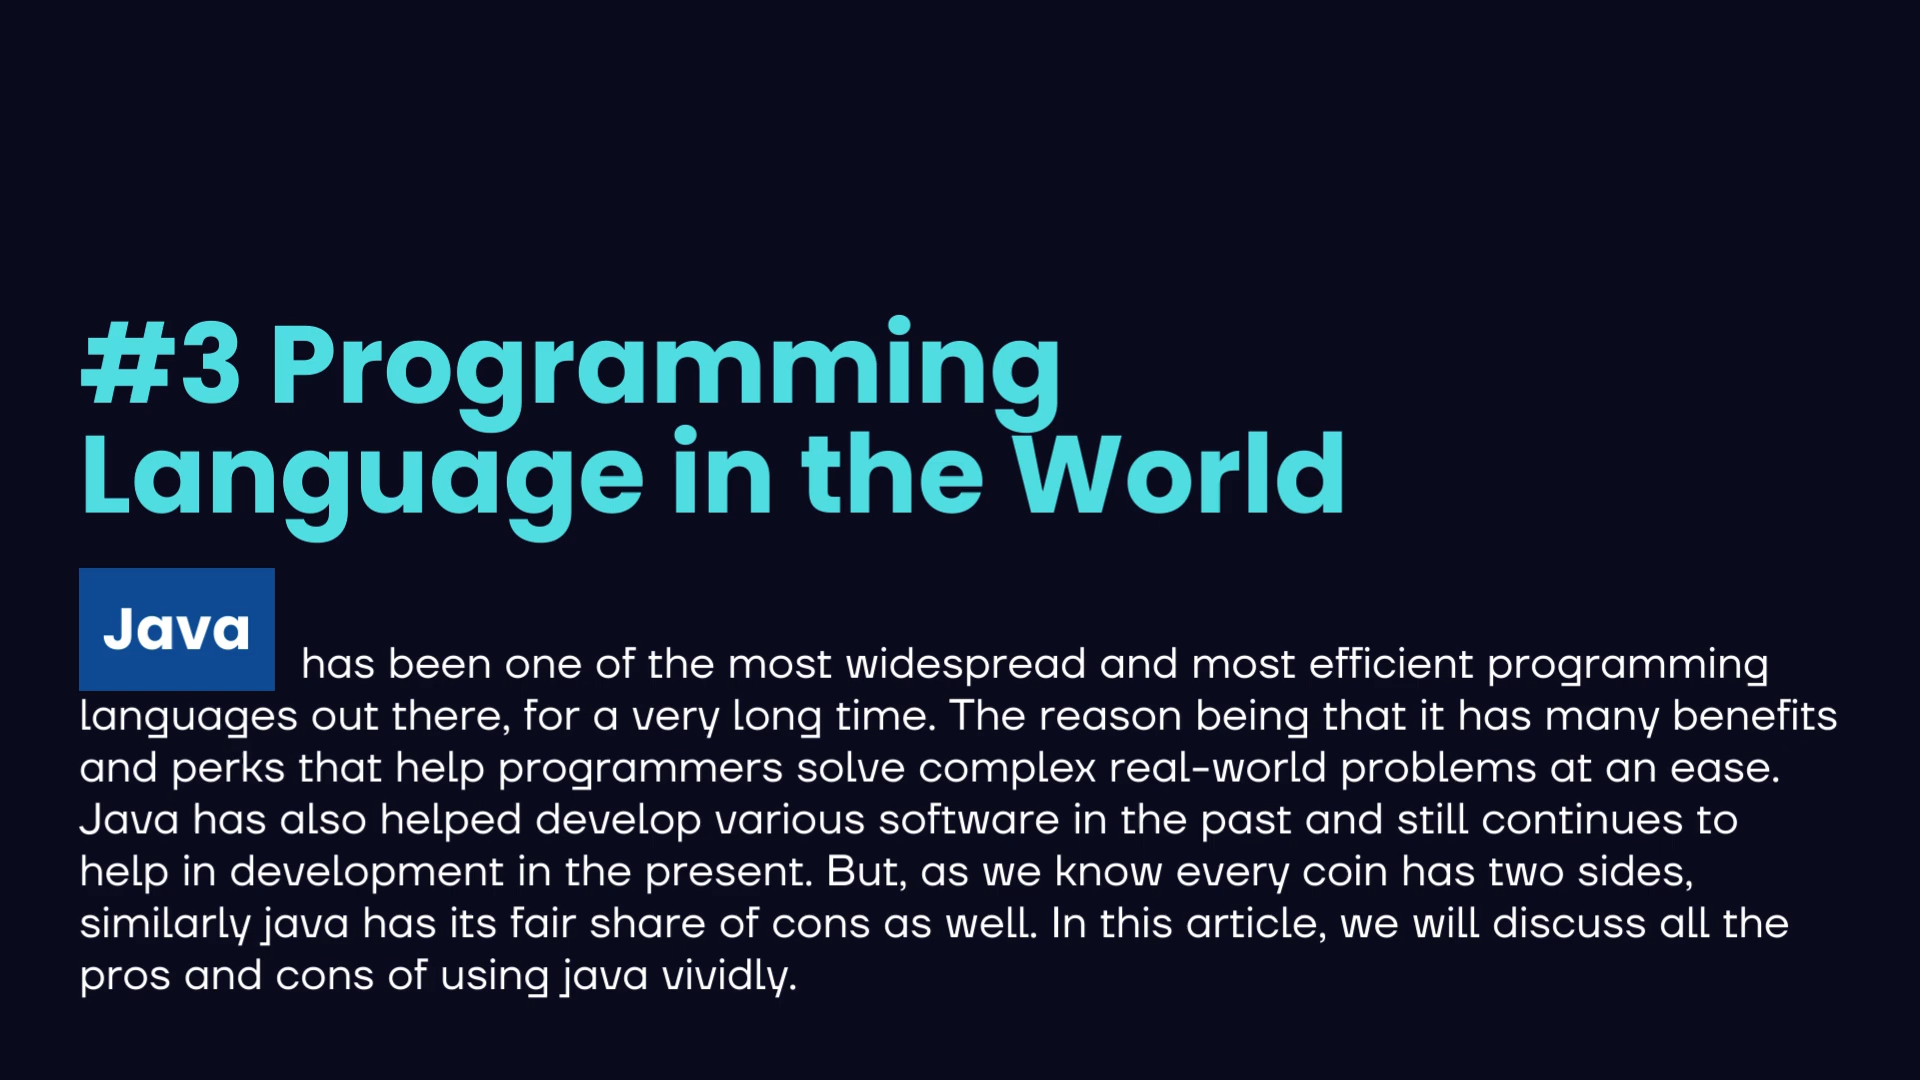 #3 Programming
Language in the World
Java has been one of the most widespread and most efficient programming
languages out there, for a very long time. The reason being that it has many benefits
and perks that help programmers solve complex real-world problems at an ease.
Java has also helped develop various software in the past and still continues to
help in development in the present. But, as we know every coin has two sides,
similarly java has its fair share of cons as well. In this article, we will discuss all the
pros and cons of using java vividly.